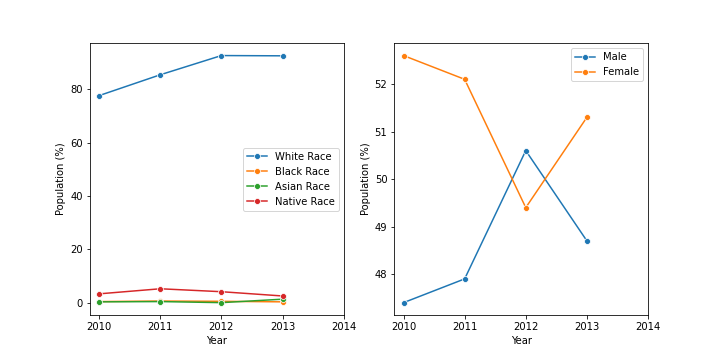 Population (%)
80
60
40
20
0
2010 2011 2012 2013 2014
Year
White Race
Black Race
Asian Race
Native Race
Population (%)
52
51
50
49
48
2010 2011 2012 2013 2014
Year
Male
Female